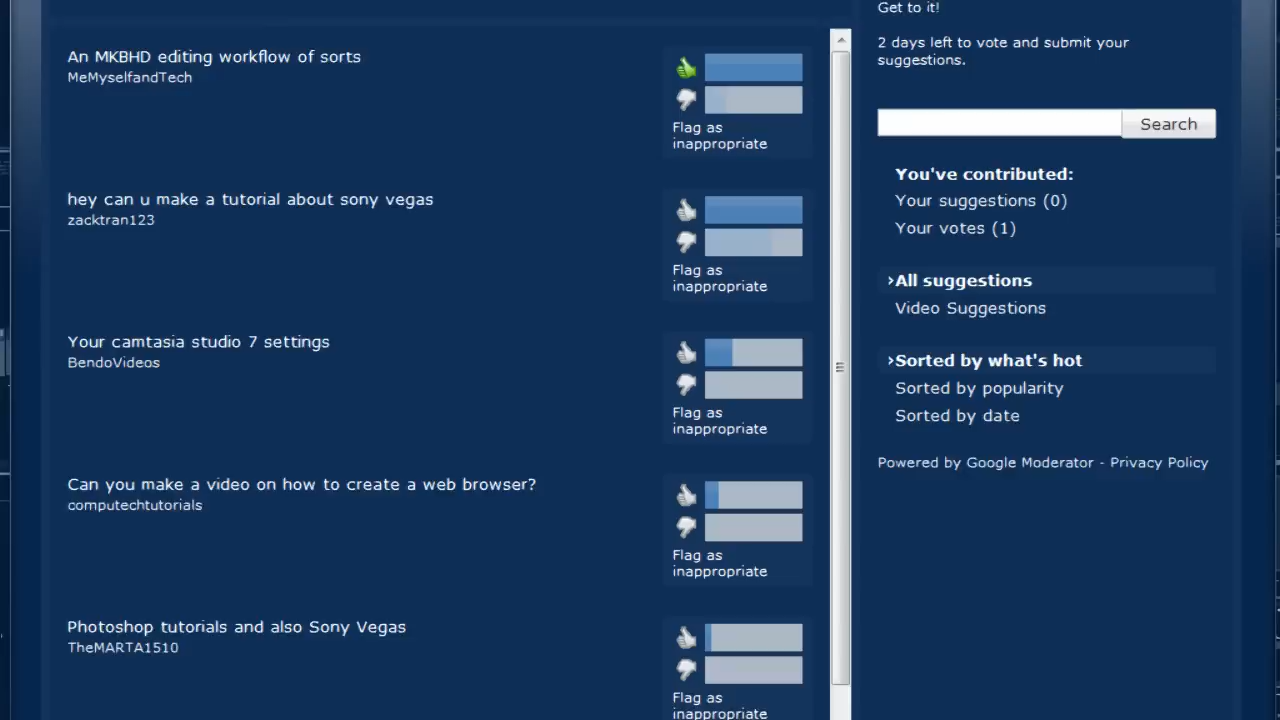 An MKBHD editing workflow of sorts
MeMyselfandTech
Flag as
inappropriate
hey can u make a tutorial about sony vegas
zacktran123
Flag as
inappropriate
Your camtasia studio 7 settings
BendoVideos
Flag as
inappropriate
Can you make a video on how to create a web browser?
computechtutorials
Flag as
inappropriate
Photoshop tutorials and also Sony Vegas
TheMARTA1510
Flag as
inappropriate
Get to it!
2 days left to vote and submit your
suggestions.
Search
You've contributed:
Your suggestions (0)
Your votes (1)
›All suggestions
Video Suggestions
›Sorted by what's hot
Sorted by popularity
Sorted by date
Powered by Google Moderator - Privacy Policy